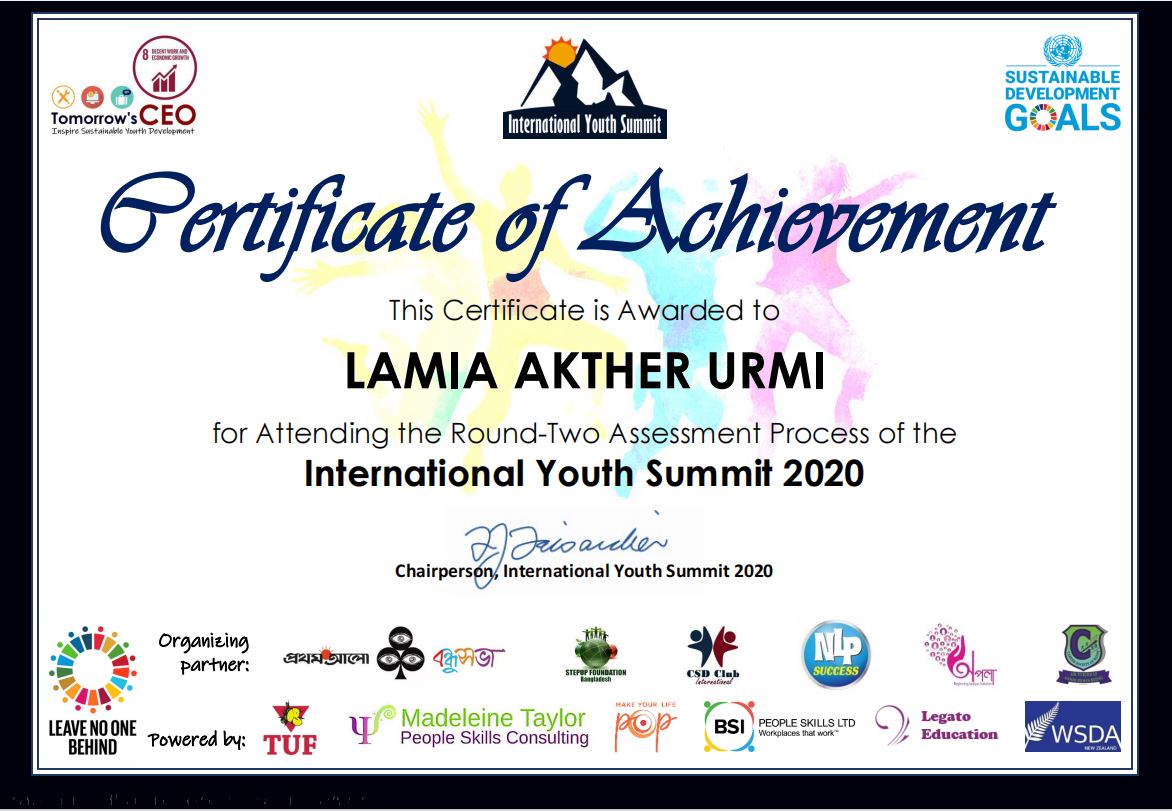 8 DECENT WORK AND ECONOMIC GROWTH
Tomorrow's CEO
Inspire Sustainable Youth Development
International Youth Summit
SUSTAINABLE
DEVELOPMENT
GOALS
Certificate of Achievement
This Certificate is Awarded to
LAMIA AKTHER URMI
for Attending the Round-Two Assessment Process of the
International Youth Summit 2020
Chairperson, International Youth Summit 2020
LEAVE NO ONE
BEHIND
Organizing
partner:
প্রথম আলো
বন্ধুসভা
STEPUP FOUNDATION
Bangladesh
CSD Club
International
NLP
SUCCESS
অপনা
Powered by:
TUF
Madeleine Taylor
People Skills Consulting
MAKE YOUR LIFE
pop
BSI
PEOPLE SKILLS LTD
Workplaces that work™
Legato
Education
WSDA
NEW ZEALAND